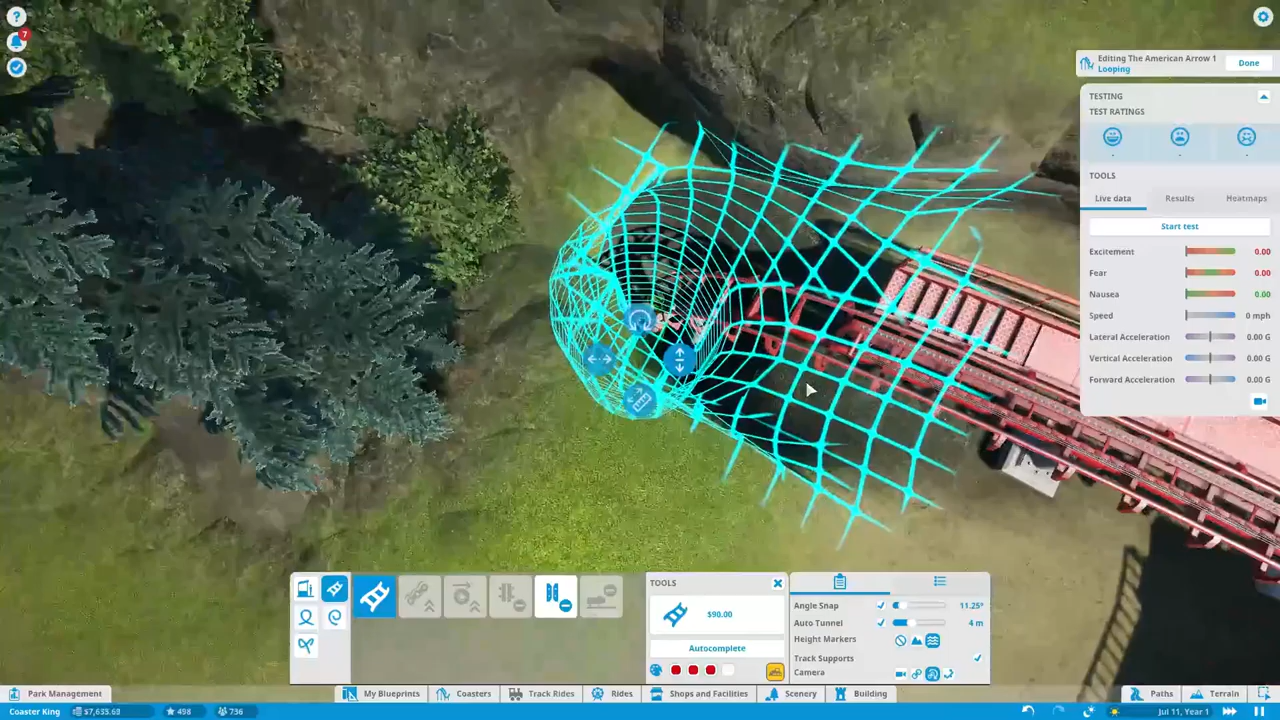 ?
7
Editing The American Arrow 1
Looping
Done
TESTING
TEST RATINGS
- - -
TOOLS
Live data Results Heatmaps
Start test
Excitement 0.00
Fear 0.00
Nausea 0.00
Speed 0 mph
Lateral Acceleration 0.00 G
Vertical Acceleration 0.00 G
Forward Acceleration 0.00 G
TOOLS
$90.00
Autocomplete
Angle Snap 11.25°
Auto Tunnel 4 m
Height Markers
Track Supports
Camera
Park Management
My Blueprints Coasters Track Rides Rides Shops and Facilities Scenery Building
Paths Terrain
Coaster King 498 736
Jul 11, Year 1